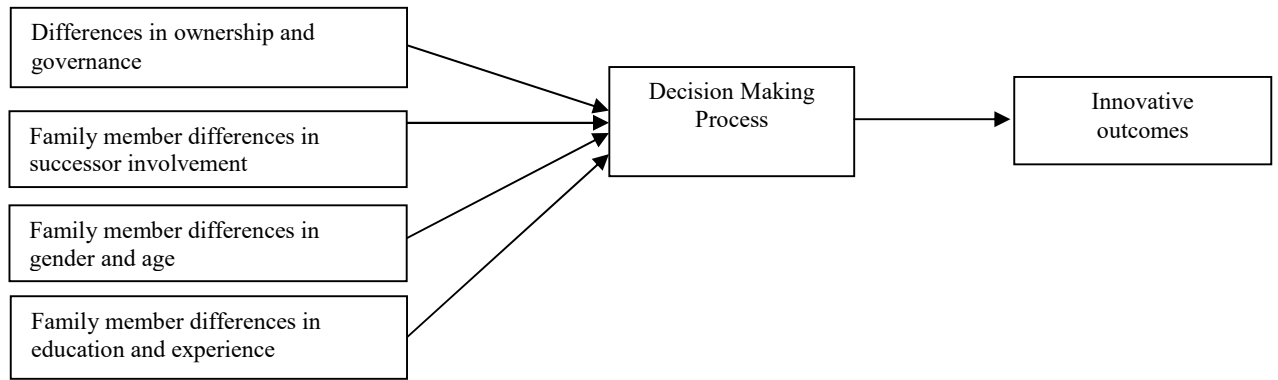 Differences in ownership and
governance
Family member differences in
successor involvement
Family member differences in
gender and age
Family member differences in
education and experience
Decision Making
Process
Innovative
outcomes